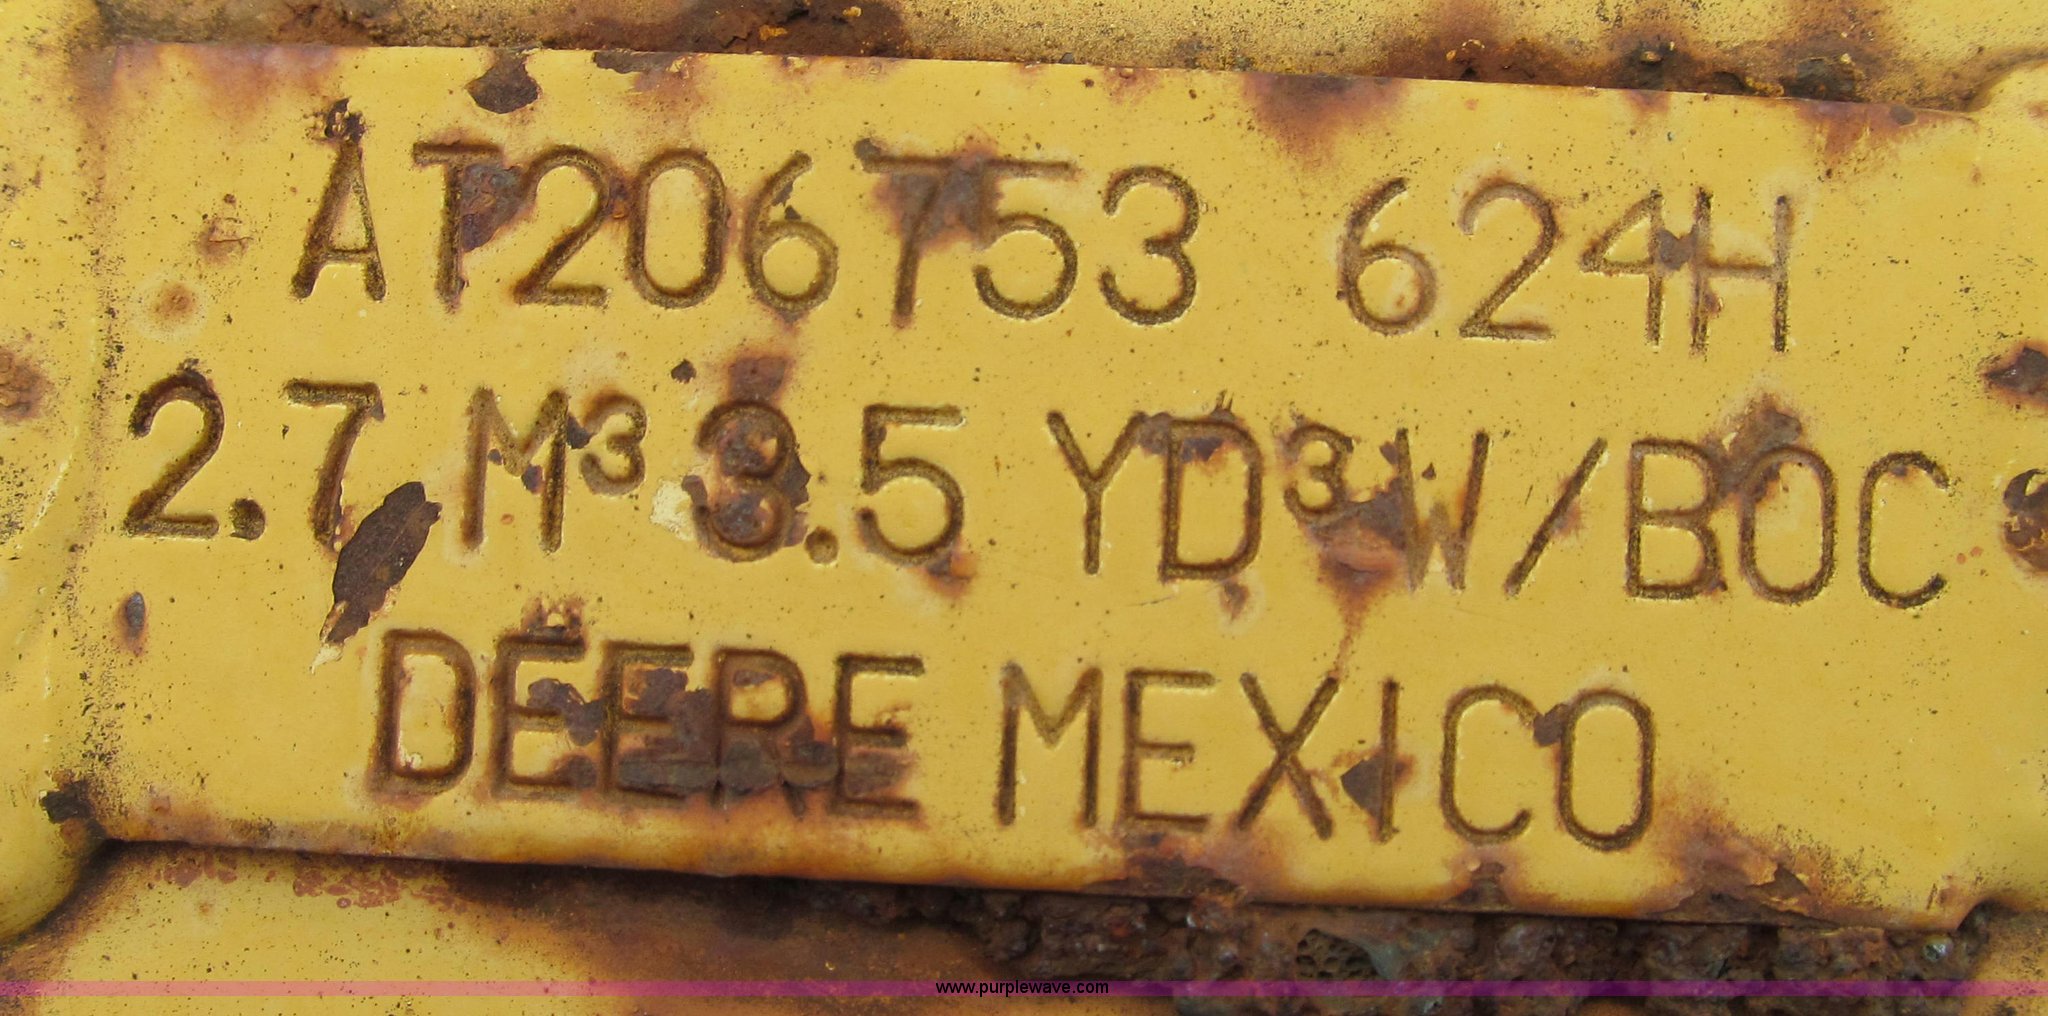 AT206753 624H
2.7 M³ 3.5 YD³ W/BOC
DEERE MEXICO
www.purplewave.com